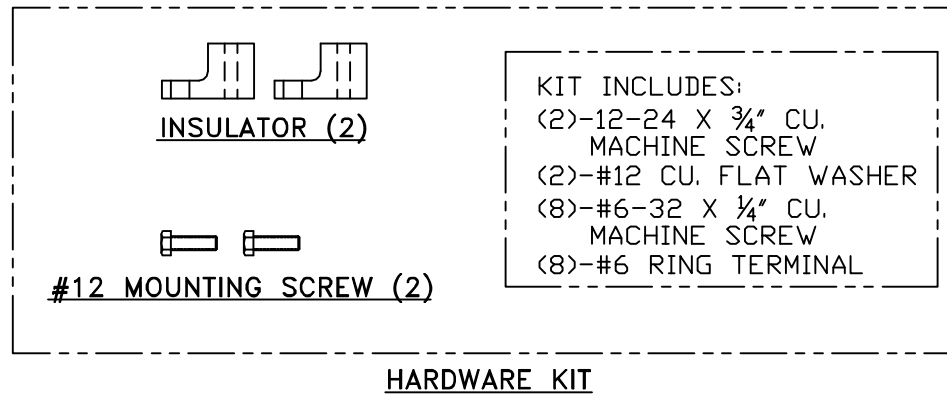 INSULATOR (2)
#12 MOUNTING SCREW (2)
KIT INCLUDES:
(2)-12-24 X ¾" CU.
MACHINE SCREW
(2)-#12 CU. FLAT WASHER
(8)-#6-32 X ¼" CU.
MACHINE SCREW
(8)-#6 RING TERMINAL
HARDWARE KIT